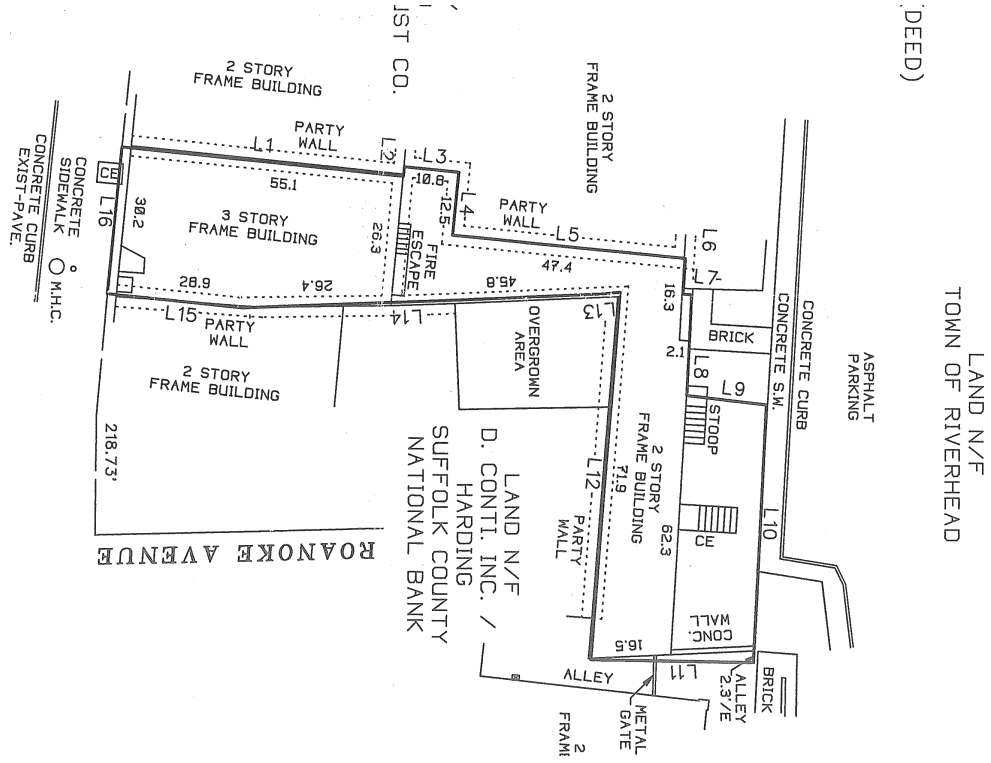 DEED)
LAND N/F
TOWN OF RIVERHEAD
IST CO.
2 STORY
FRAME BUILDING
2 STORY
FRAME BUILDING
ASPHALT
PARKING
CONCRETE CURB
CONCRETE S.W.
PARTY
WALL
L1
L2
L3
10.8
L4
12.5
PARTY
WALL
L5
47.4
L6
L7
16.3
BRICK
2.1
L8
L9
STOOP
L10
CE
55.1
3 STORY
FRAME BUILDING
26.3
FIRE
ESCAPE
45.8
30.2
CE
L16
28.9
26.4
L15
PARTY
WALL
L14
L13
OVERGROWN
AREA
2 STORY
FRAME BUILDING
62.3
71.9
L12
PARTY
WALL
16.5
CONC.
WALL
L11
ALLEY
2.3'/E
BRICK
METAL
GATE
ALLEY
2
FRAME
CONCRETE
SIDEWALK
CONCRETE CURB
EXIST-PAVE.
M.H.C.
2 STORY
FRAME BUILDING
218.73'
ROANOKE AVENUE
LAND N/F
D. CONTI. INC. /
HARDING
SUFFOLK COUNTY
NATIONAL BANK